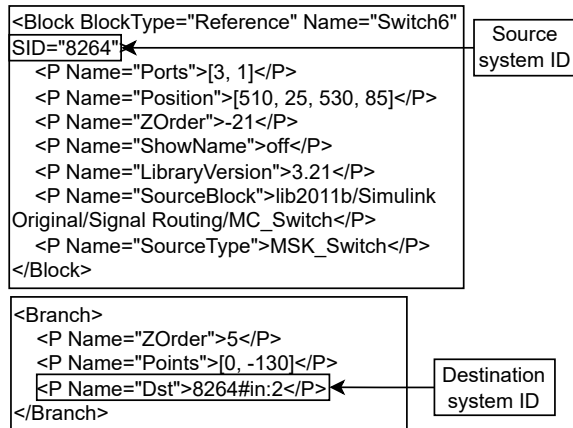 <Block BlockType="Reference" Name="Switch6"
SID="8264">
<P Name="Ports">[3, 1]</P>
<P Name="Position">[510, 25, 530, 85]</P>
<P Name="ZOrder">-21</P>
<P Name="ShowName">off</P>
<P Name="LibraryVersion">3.21</P>
<P Name="SourceBlock">lib2011b/Simulink
Original/Signal Routing/MC_Switch</P>
<P Name="SourceType">MSK_Switch</P>
</Block>
Source
system ID
<Branch>
<P Name="ZOrder">5</P>
<P Name="Points">[0, -130]</P>
<P Name="Dst">8264#in:2</P>
</Branch>
Destination
system ID